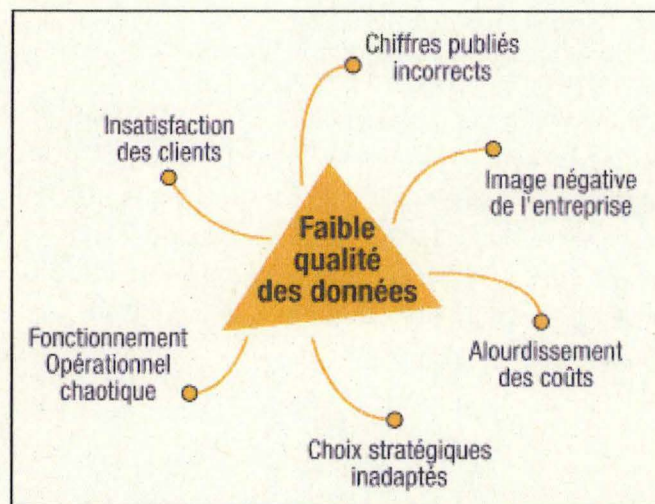 Chiffres publiés
incorrects
Insatisfaction
des clients
Image négative
de l'entreprise
Faible
qualité
des données
Fonctionnement
Opérationnel
chaotique
Alourdissement
des coûts
Choix stratégiques
inadaptés